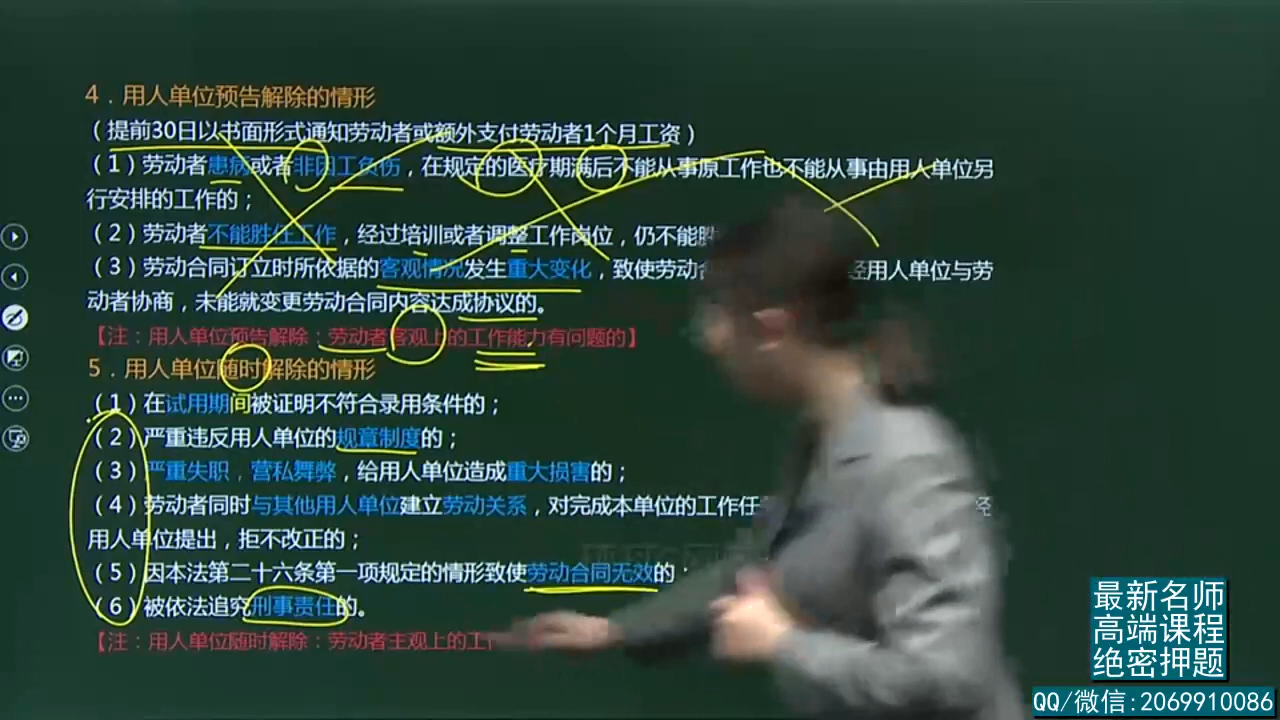 4．用人单位预告解除的情形
（提前30日以书面形式通知劳动者或额外支付劳动者1个月工资）
（1）劳动者患病或者非因工负伤，在规定的医疗期满后不能从事原工作也不能从事由用人单位另
行安排的工作的；
（2）劳动者不能胜任工作，经过培训或者调整工作岗位，仍不能
（3）劳动合同订立时所依据的客观情况发生重大变化，致使劳动 经用人单位与劳
动者协商，未能就变更劳动合同内容达成协议的。
【注：用人单位预告解除：劳动者客观上的工作能力有问题的】
5．用人单位随时解除的情形
（1）在试用期间被证明不符合录用条件的；
（2）严重违反用人单位的规章制度的；
（3）严重失职，营私舞弊，给用人单位造成重大损害的；
（4）劳动者同时与其他用人单位建立劳动关系，对完成本单位的工作任 经
用人单位提出，拒不改正的；
（5）因本法第二十六条第一项规定的情形致使劳动合同无效的；
（6）被依法追究刑事责任的。
【注：用人单位随时解除：劳动者主观上的工
最新名师
高端课程
绝密押题
QQ/微信:2069910086